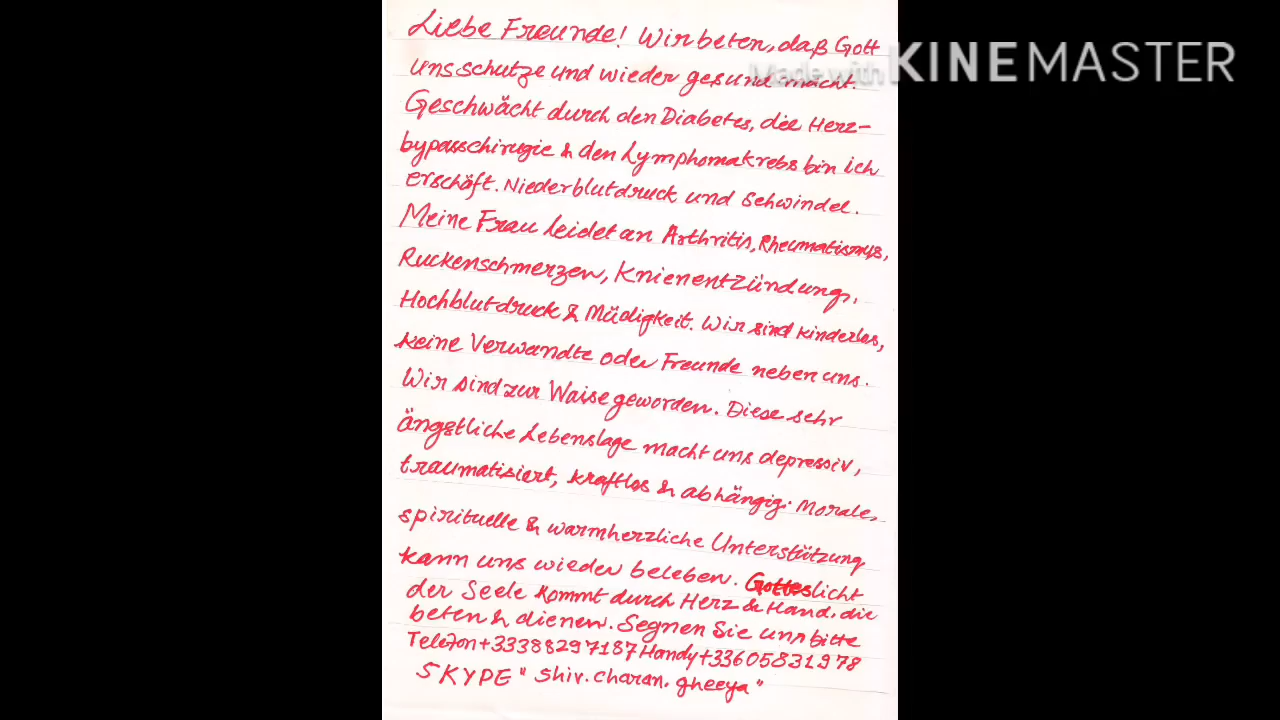 Liebe Freunde! Wir beten, daß Gott
uns schutze und wieder gesund macht.
Made with KINEMASTER
Geschwächt durch den Diabetes, die Herz-
bypasschirugie & den Lymphomakrebs bin ich
erschöft. Niederblutdruck und Schwindel.
Meine Frau leidet an Arthritis, Rheumatismus,
Ruckenschmerzen, Knienentzündung,
Hochblutdruck & Müdigkeit. Wir sind kinderlos,
keine Verwandte oder Freunde neben uns.
Wir sind zur Waise geworden. Diese sehr
ängstliche Lebenslage macht uns depressiv,
traumatisiert, kraftlos & abhängig. Morale,
spirituelle & warmherzliche Unterstützung
kann uns wieder beleben. Gotteslicht
der Seele kommt durch Herz & Hand, die
beten & dienen. Segnen Sie uns bitte
Telefon +33388297187 Handy +33605831978
SKYPE "Shiv.charan.gheeya"